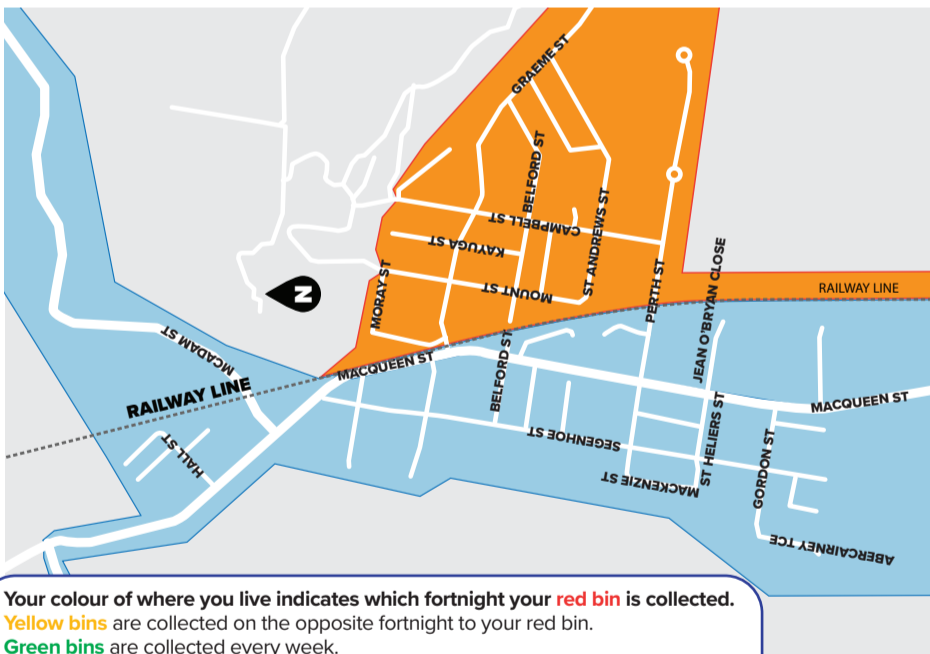 GRAEME ST
BELFORD ST
CAMPBELL ST
ST ANDREWS ST
KAYUGA ST
MORAY ST
MOUNT ST
PERTH ST
JEAN O'BRYAN CLOSE
RAILWAY LINE
N
MCADAM ST
MACQUEEN ST
BELFORD ST
RAILWAY LINE
MACQUEEN ST
HALL ST
SEGENHOE ST
ST HELIERS ST
GORDON ST
MACKENZIE ST
ABERCAIRNEY TCE
Your colour of where you live indicates which fortnight your red bin is collected.
Yellow bins are collected on the opposite fortnight to your red bin.
Green bins are collected every week.